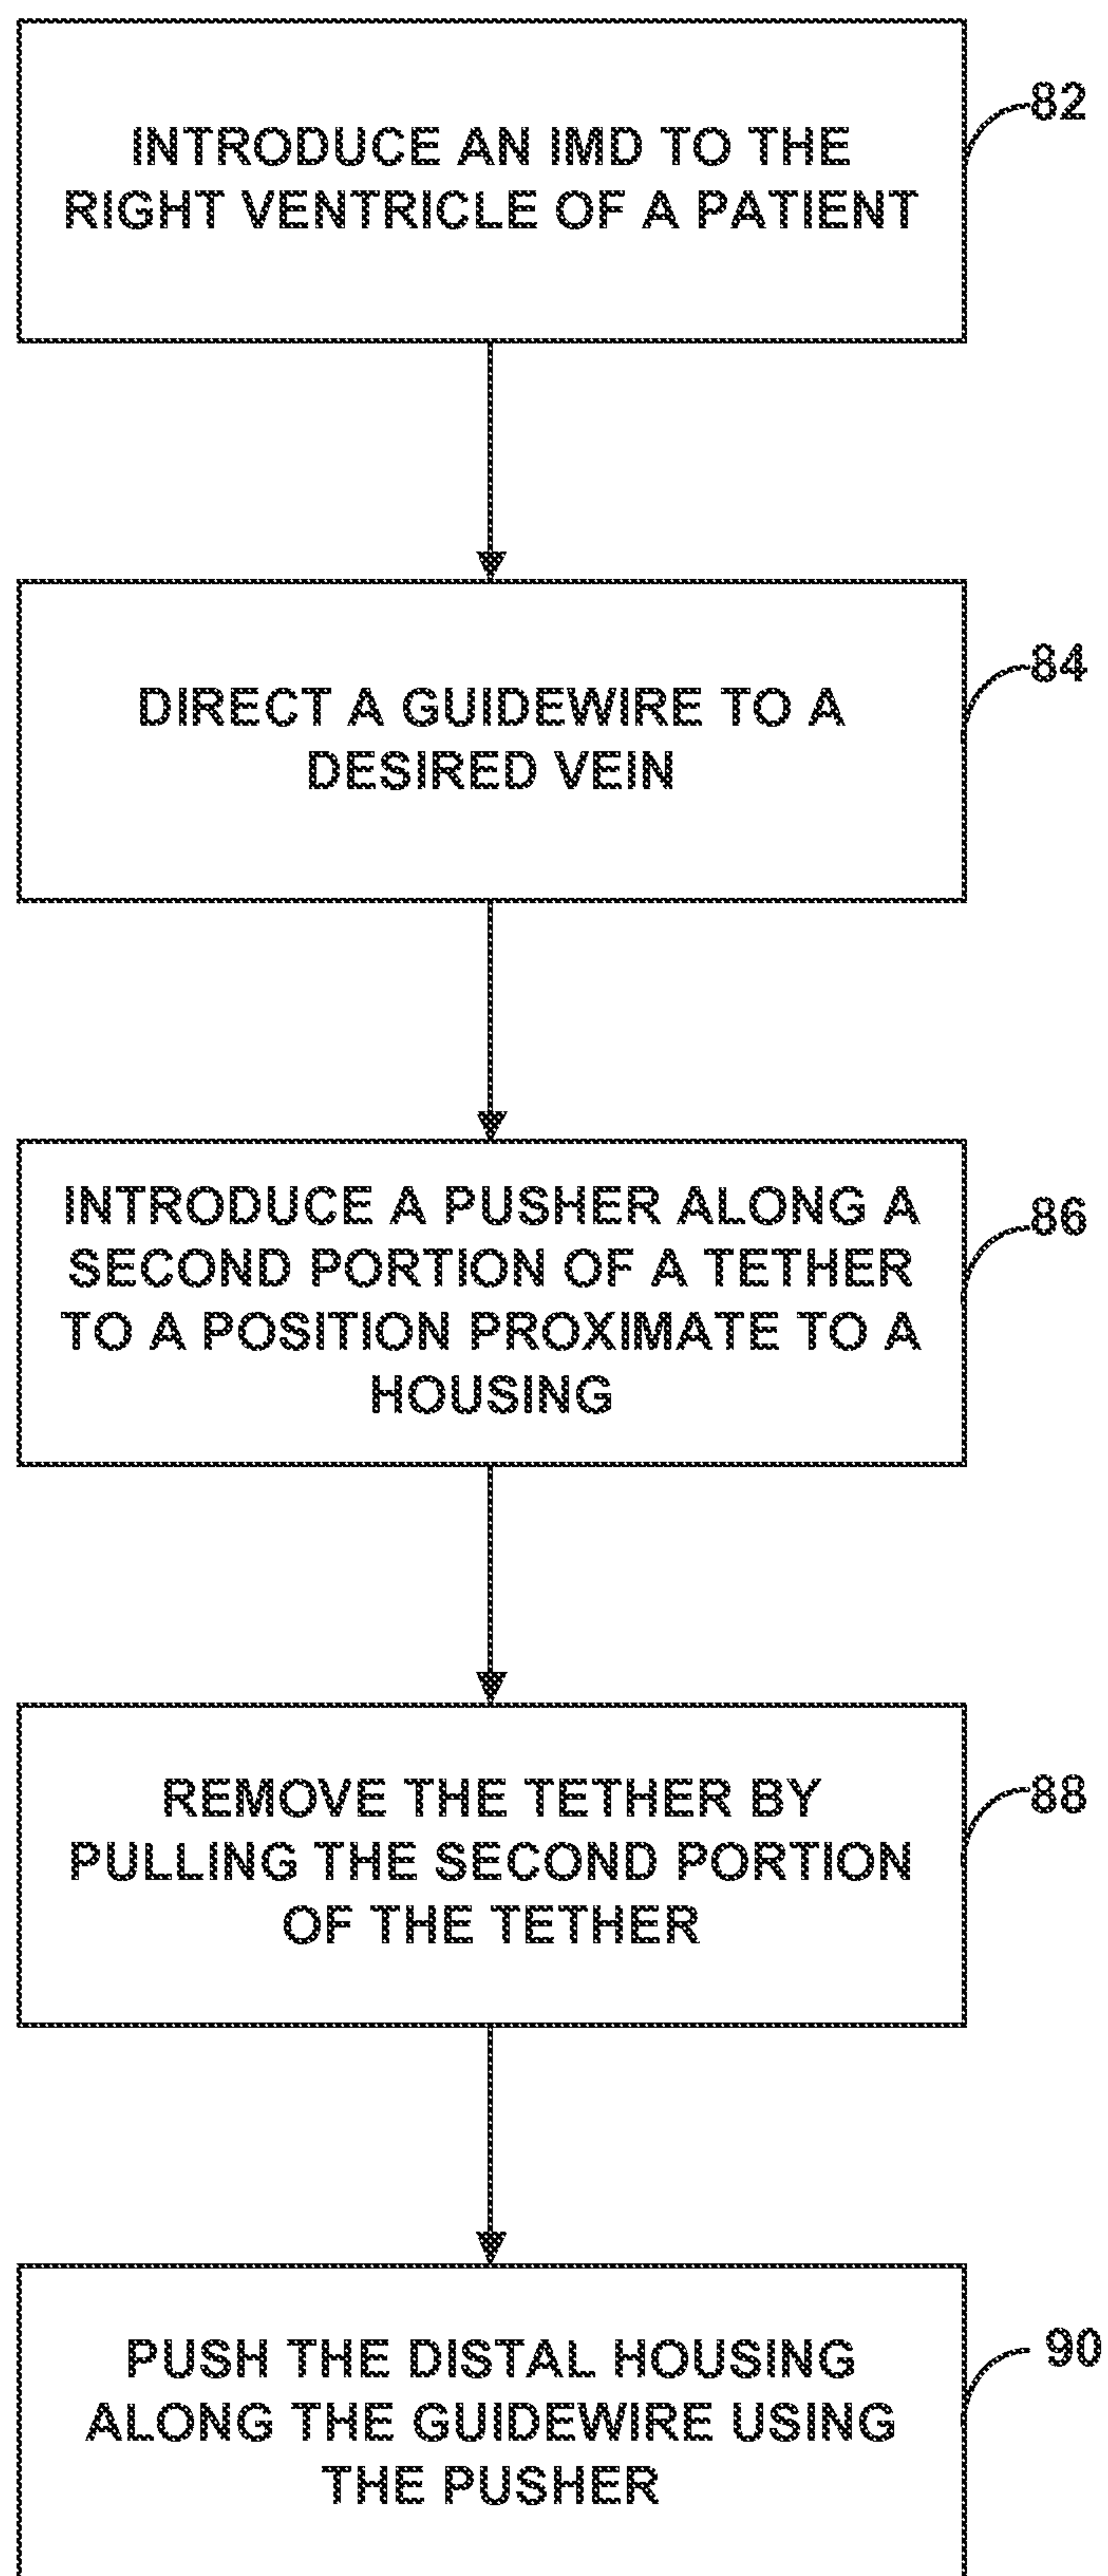 INTRODUCE AN IMD TO THE
RIGHT VENTRICLE OF A PATIENT
82
DIRECT A GUIDEWIRE TO A
DESIRED VEIN
84
INTRODUCE A PUSHER ALONG A
SECOND PORTION OF A TETHER
TO A POSITION PROXIMATE TO A
HOUSING
86
REMOVE THE TETHER BY
PULLING THE SECOND PORTION
OF THE TETHER
88
PUSH THE DISTAL HOUSING
ALONG THE GUIDEWIRE USING
THE PUSHER
90